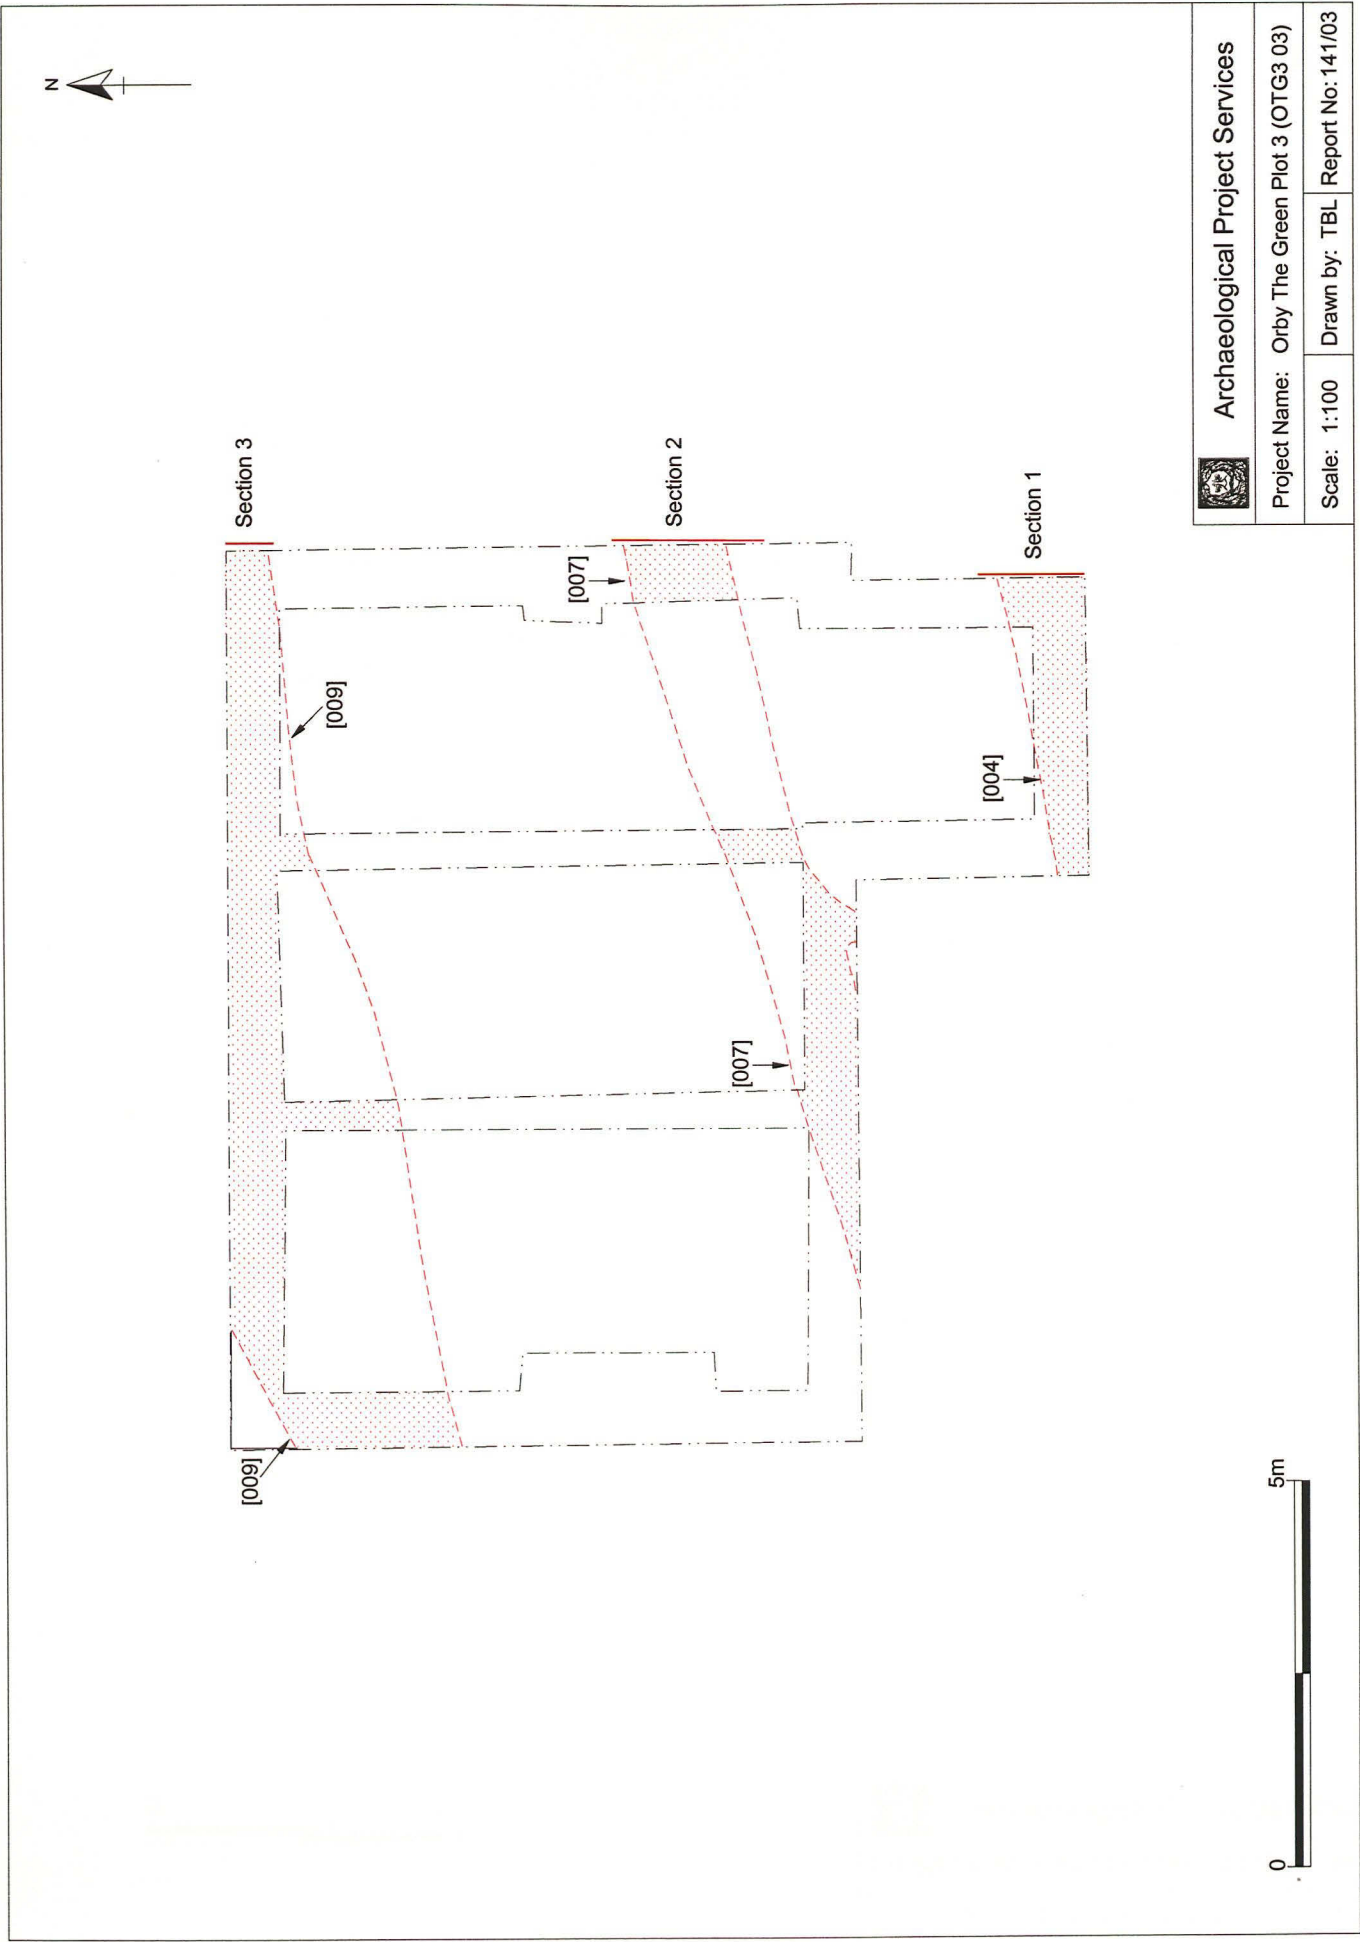 N
Section 3
[009]
[009]
[007]
Section 2
[007]
[004]
Section 1
0
5m
Archaeological Project Services
Project Name: Orby The Green Plot 3 (OTG3 03)
Scale: 1:100
Drawn by: TBL
Report No: 141/03